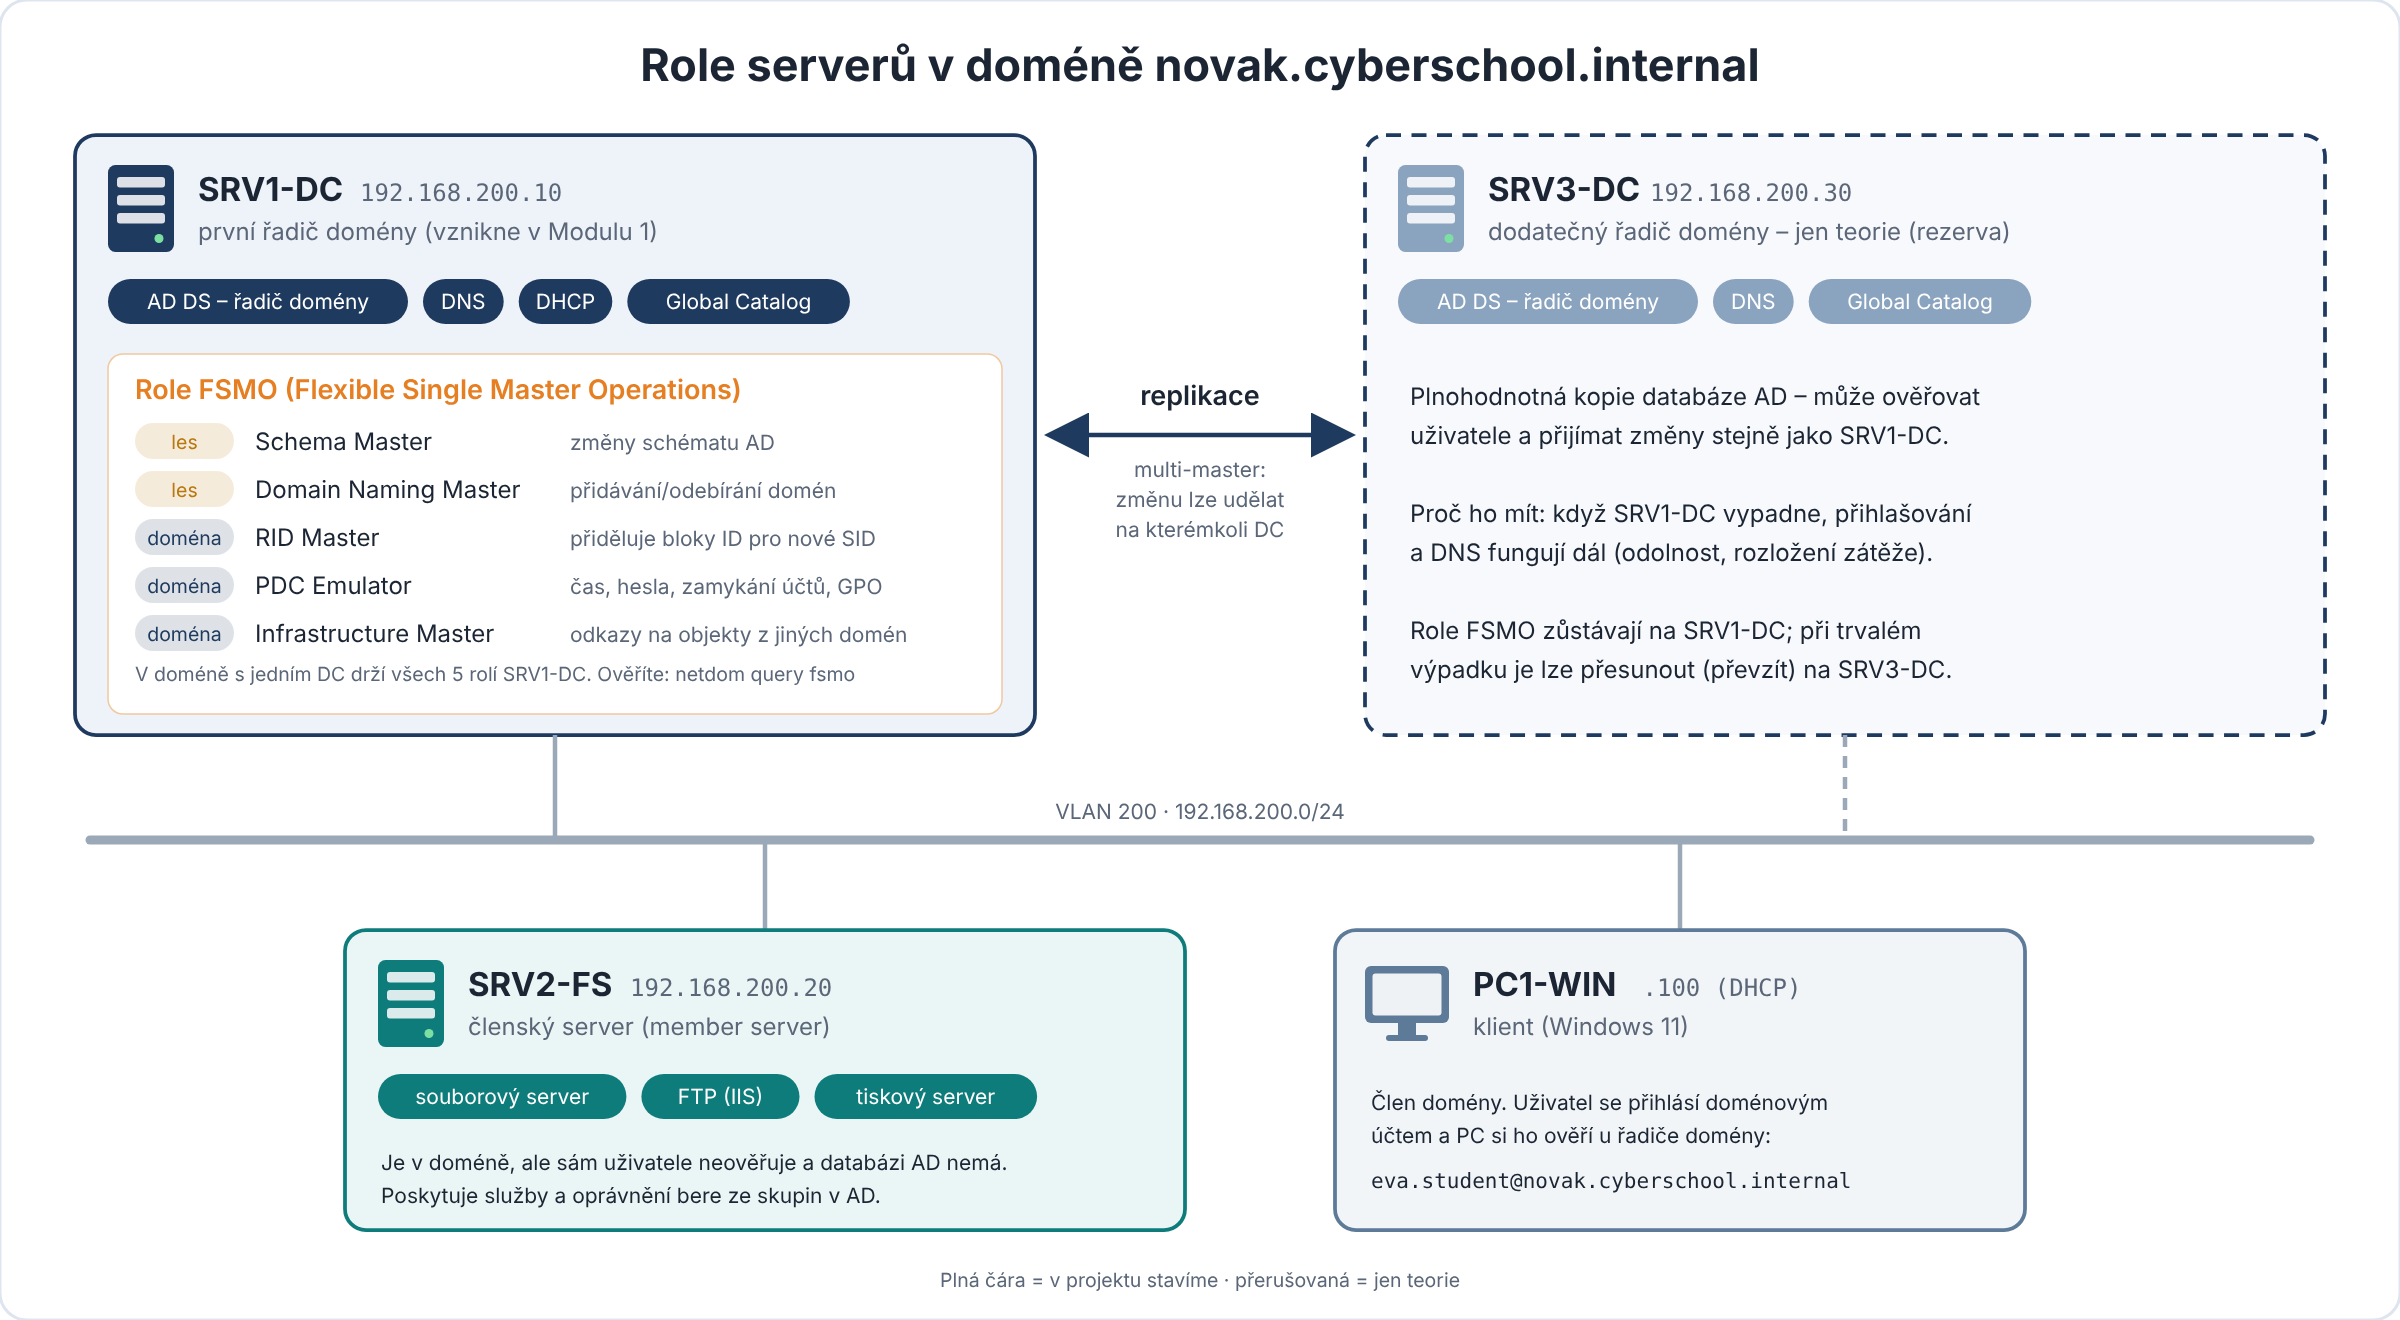 Role serverů v doméně novak.cyberschool.internal
SRV1-DC 192.168.200.10
první řadič domény (vznikne v Modulu 1)
AD DS – řadič domény DNS DHCP Global Catalog
Role FSMO (Flexible Single Master Operations)
les Schema Master změny schématu AD
les Domain Naming Master přidávání/odebírání domén
doména RID Master přiděluje bloky ID pro nové SID
doména PDC Emulator čas, hesla, zamykání účtů, GPO
doména Infrastructure Master odkazy na objekty z jiných domén
V doméně s jedním DC drží všech 5 rolí SRV1-DC. Ověříte: netdom query fsmo
replikace
multi-master:
změnu lze udělat
na kterémkoli DC
SRV3-DC 192.168.200.30
dodatečný řadič domény – jen teorie (rezerva)
AD DS – řadič domény DNS Global Catalog
Plnohodnotná kopie databáze AD – může ověřovat
uživatele a přijímat změny stejně jako SRV1-DC.
Proč ho mít: když SRV1-DC vypadne, přihlašování
a DNS fungují dál (odolnost, rozložení zátěže).
Role FSMO zůstávají na SRV1-DC; při trvalém
výpadku je lze přesunout (převzít) na SRV3-DC.
VLAN 200 · 192.168.200.0/24
SRV2-FS 192.168.200.20
členský server (member server)
souborový server FTP (IIS) tiskový server
Je v doméně, ale sám uživatele neověřuje a databázi AD nemá.
Poskytuje služby a oprávnění bere ze skupin v AD.
PC1-WIN .100 (DHCP)
klient (Windows 11)
Člen domény. Uživatel se přihlásí doménovým
účtem a PC si ho ověří u řadiče domény:
eva.student@novak.cyberschool.internal
Plná čára = v projektu stavíme · přerušovaná = jen teorie